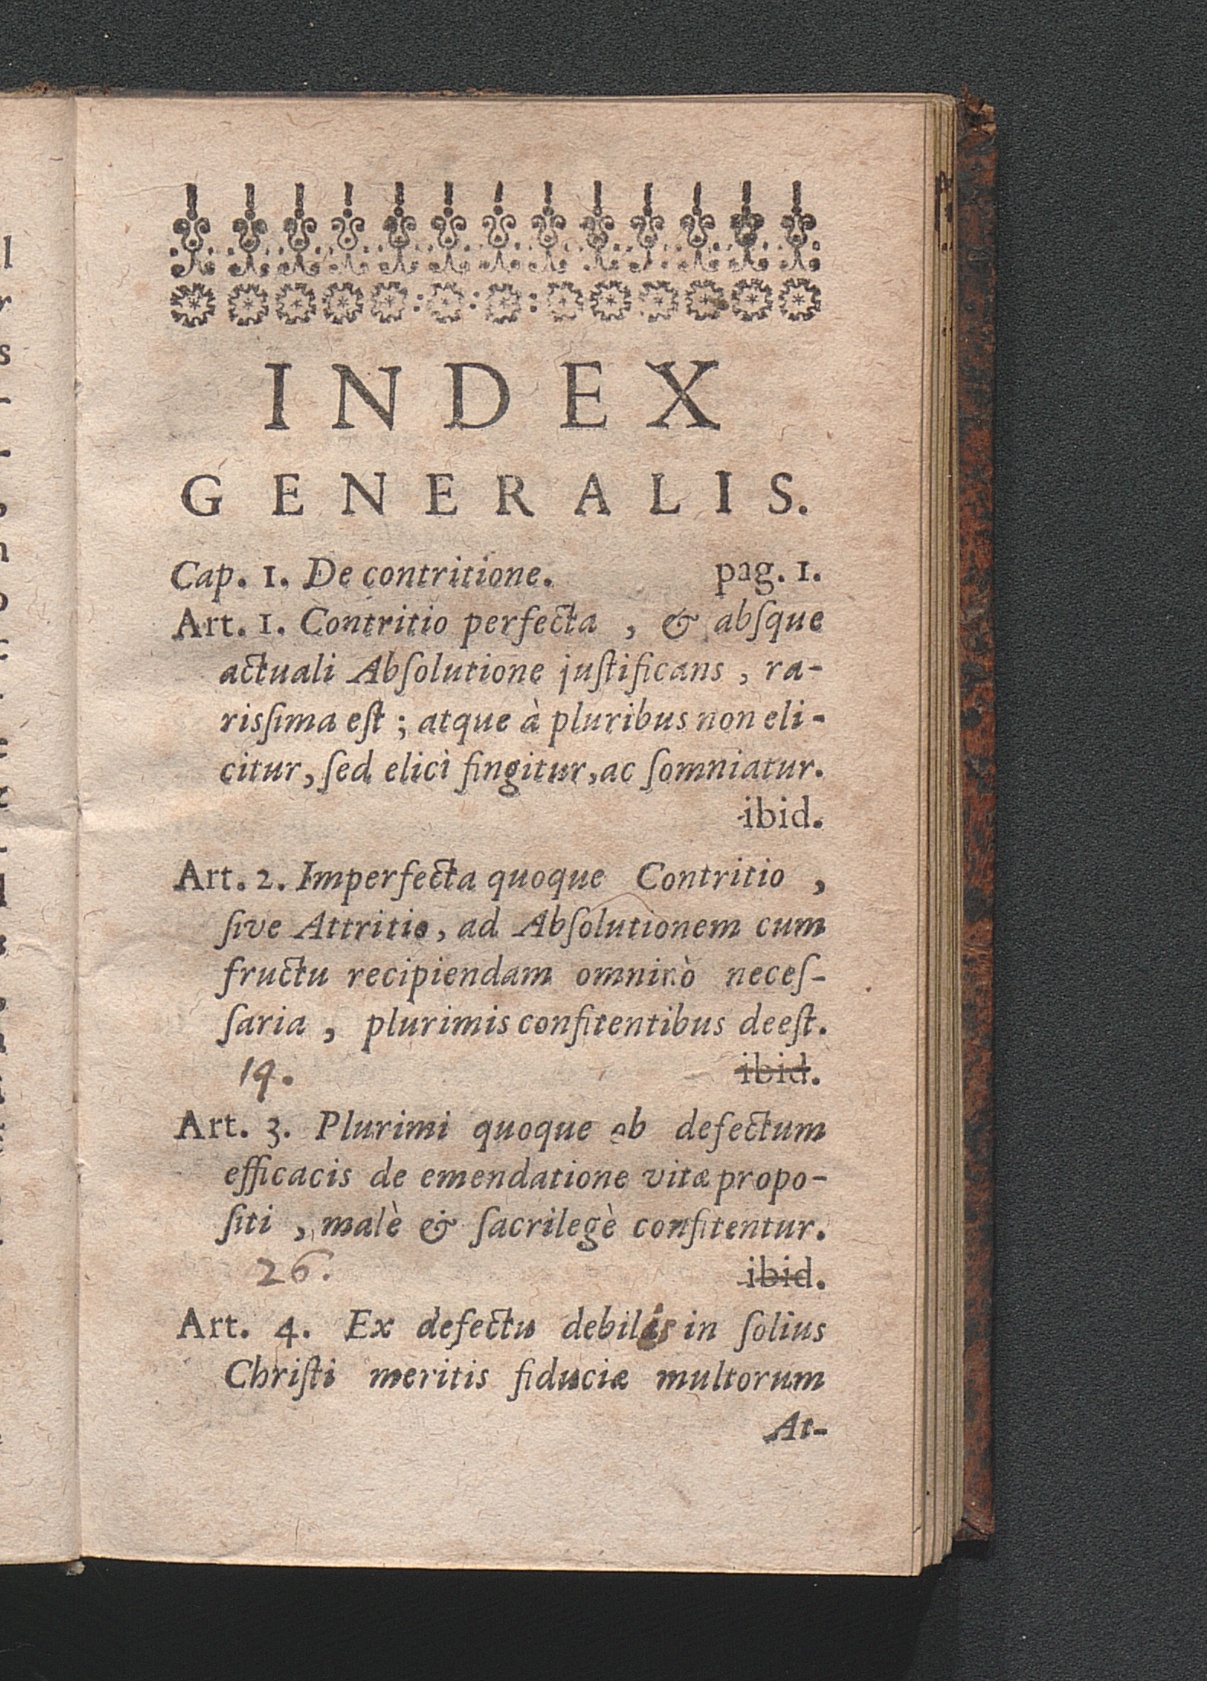 INDEX
GENERALIS.
Cap. 1. De contritione. pag. 1.
Art. 1. Contritio perfecta, & abſque
actuali Abſolutione juſtificans, ra-
risſima eſt; atque à pluribus non eli-
citur, ſed elici fingitur, ac ſomniatur.
ibid.
Art. 2. Imperfecta quoque Contritio,
ſive Attritio, ad Abſolutionem cum
fructu recipiendam omninò neceſ-
ſaria, plurimis confitentibus deeſt.
14. ibid.
Art. 3. Plurimi quoque ob defectum
efficacis de emendatione vitæ propo-
ſiti, malè & ſacrilegè confitentur.
26. ibid.
Art. 4. Ex defectu debilis in ſolius
Chriſti meritis fiduciæ multorum
At-